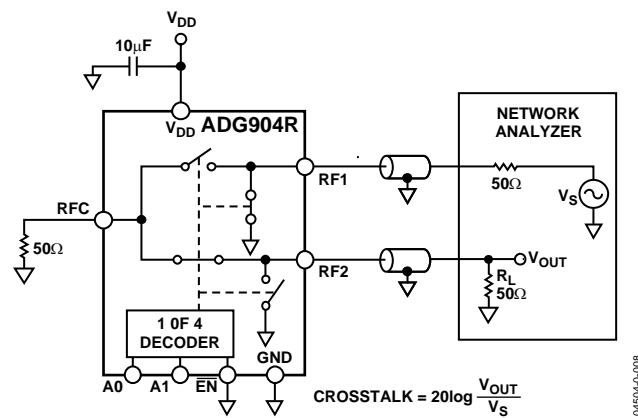 VDD
10μF
VDD
ADG904R
NETWORK
ANALYZER
RF1
50Ω
VS
RFC
50Ω
RF2
VOUT
RL
50Ω
1 0F 4
DECODER
GND
A0
A1
EN
CROSSTALK = 20log VOUT
VS
04504-0-008